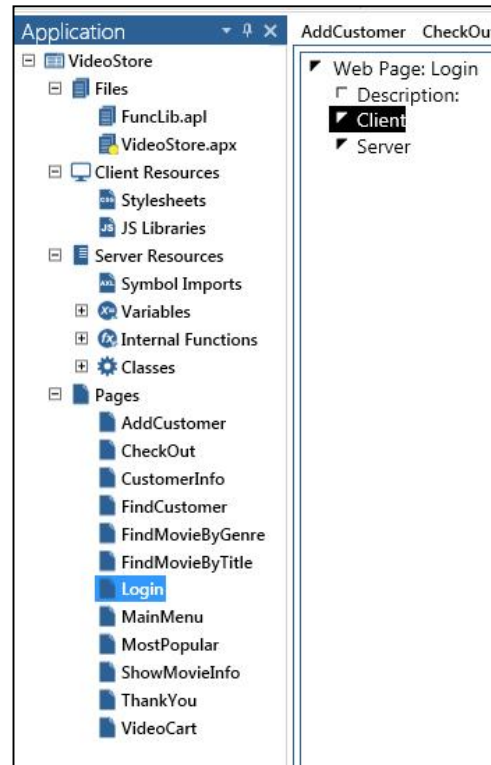 Application
VideoStore
Files
FuncLib.apl
VideoStore.apx
Client Resources
Stylesheets
JS Libraries
Server Resources
Symbol Imports
Variables
Internal Functions
Classes
Pages
AddCustomer
CheckOut
CustomerInfo
FindCustomer
FindMovieByGenre
FindMovieByTitle
Login
MainMenu
MostPopular
ShowMovieInfo
ThankYou
VideoCart
AddCustomer CheckOu
Web Page: Login
Description:
Client
Server